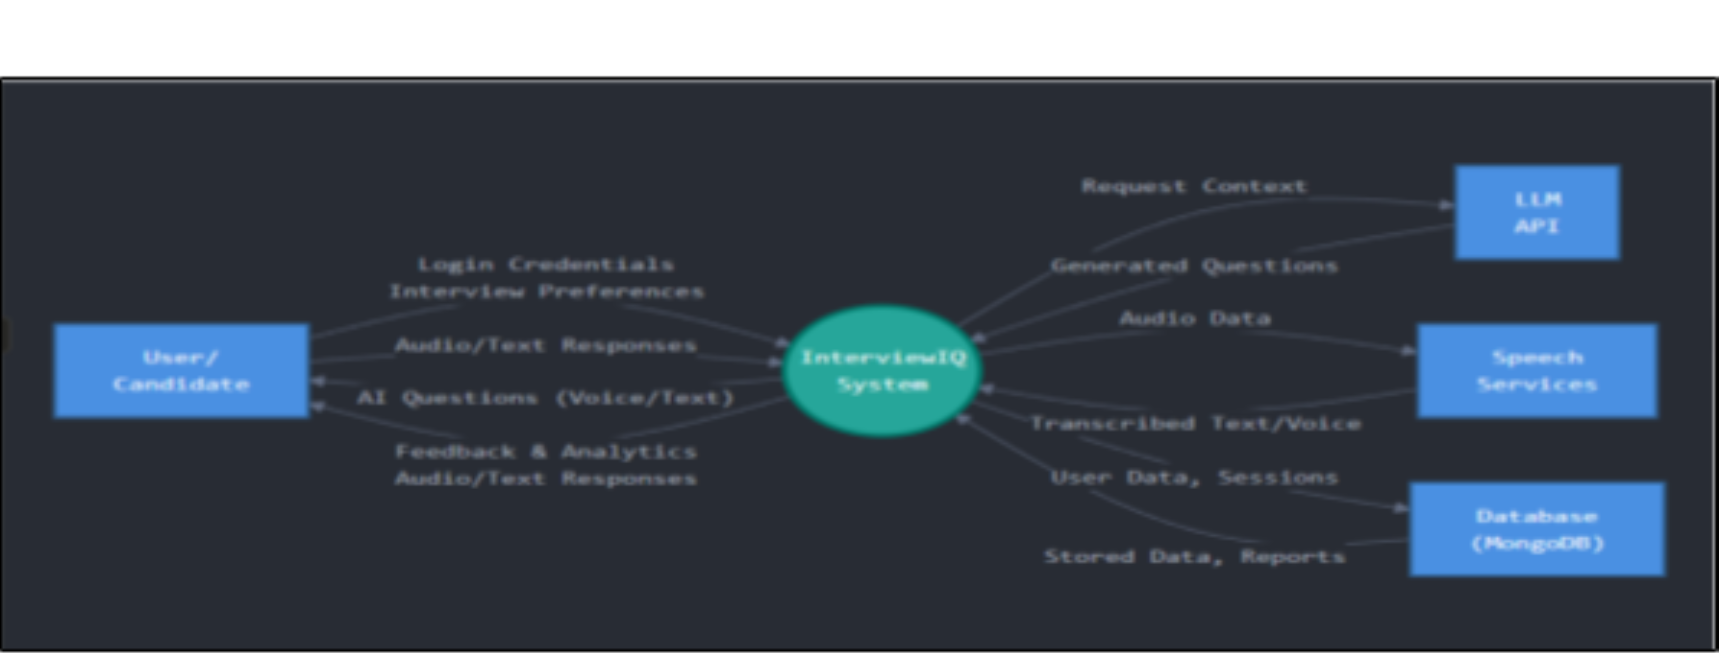 User/
Candidate
Login Credentials
Interview Preferences
Audio/Text Responses
AI Questions (Voice/Text)
Feedback & Analytics
Audio/Text Responses
InterviewIQ
System
Request Context
Generated Questions
Audio Data
Transcribed Text/Voice
User Data, Sessions
Stored Data, Reports
LLM
API
Speech
Services
Database
(MongoDB)